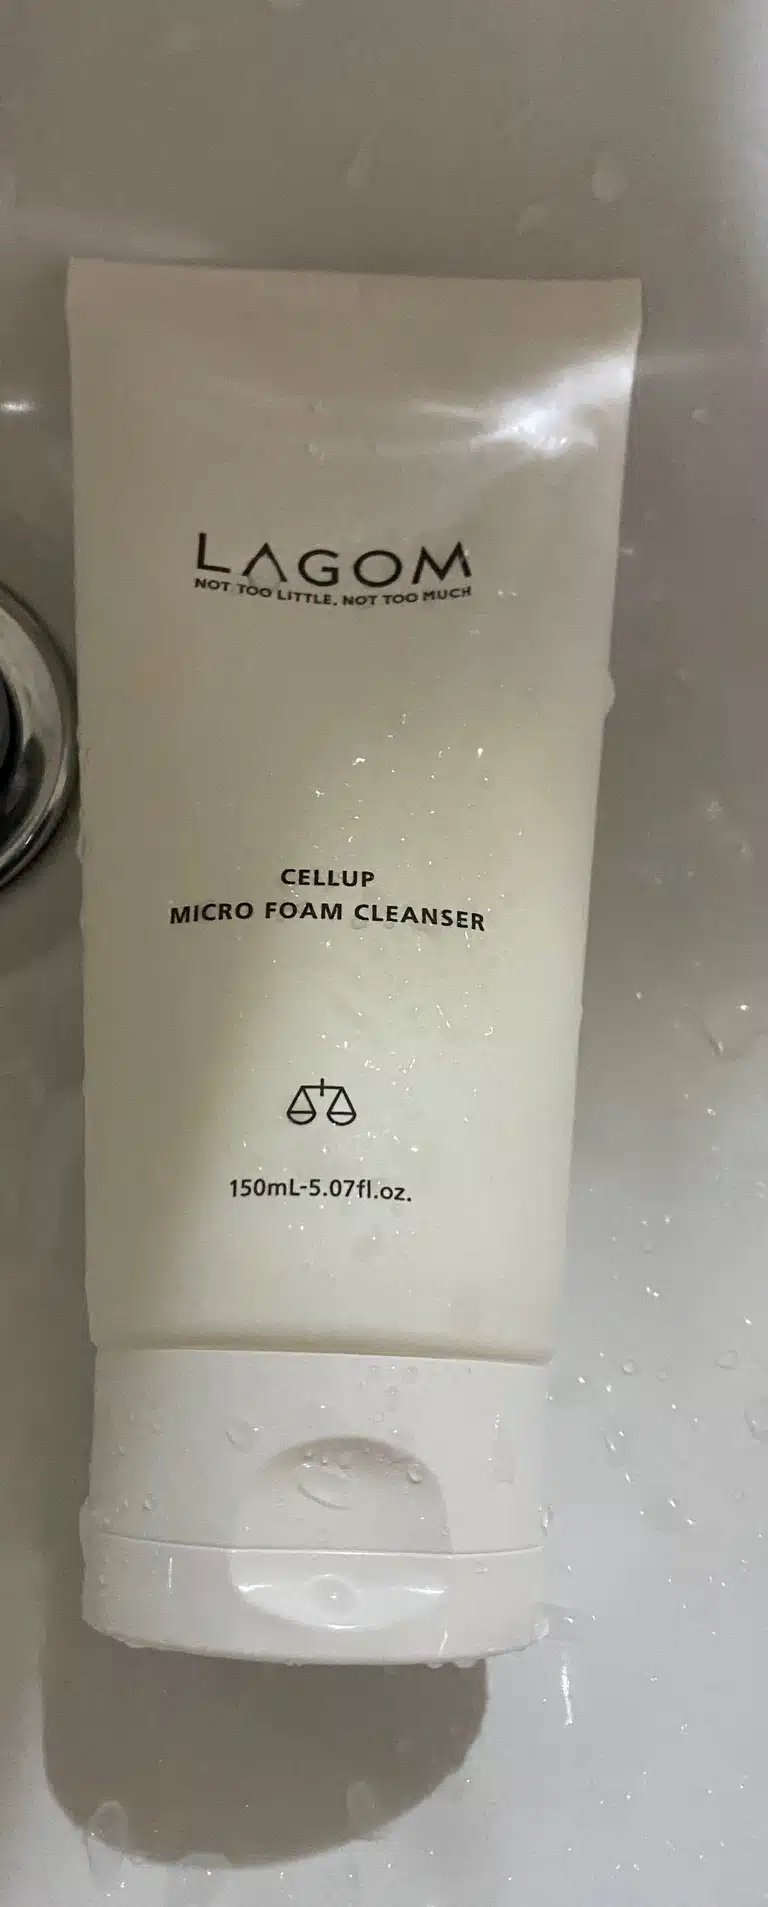 LAGOM
NOT TOO LITTLE, NOT TOO MUCH
CELLUP
MICRO FOAM CLEANSER
150mL-5.07fl.oz.